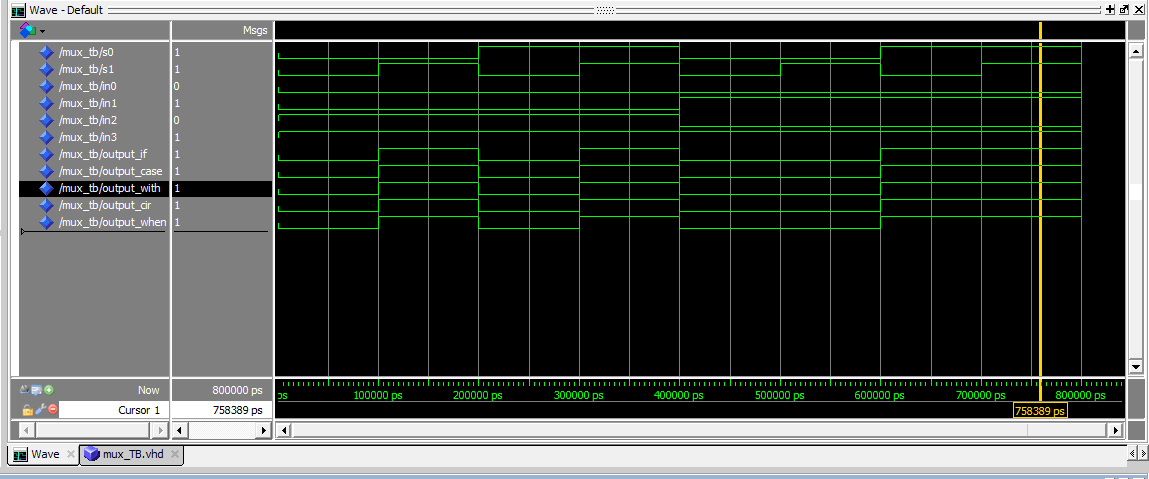 Wave - Default
Msgs
/mux_tb/s0 1
/mux_tb/s1 1
/mux_tb/in0 0
/mux_tb/in1 1
/mux_tb/in2 0
/mux_tb/in3 1
/mux_tb/output_if 1
/mux_tb/output_case 1
/mux_tb/output_with 1
/mux_tb/output_cir 1
/mux_tb/output_when 1
Now 800000 ps ps 100000 ps 200000 ps 300000 ps 400000 ps 500000 ps 600000 ps 700000 ps 800000 ps
Cursor 1 758389 ps 758389 ps
Wave mux_TB.vhd